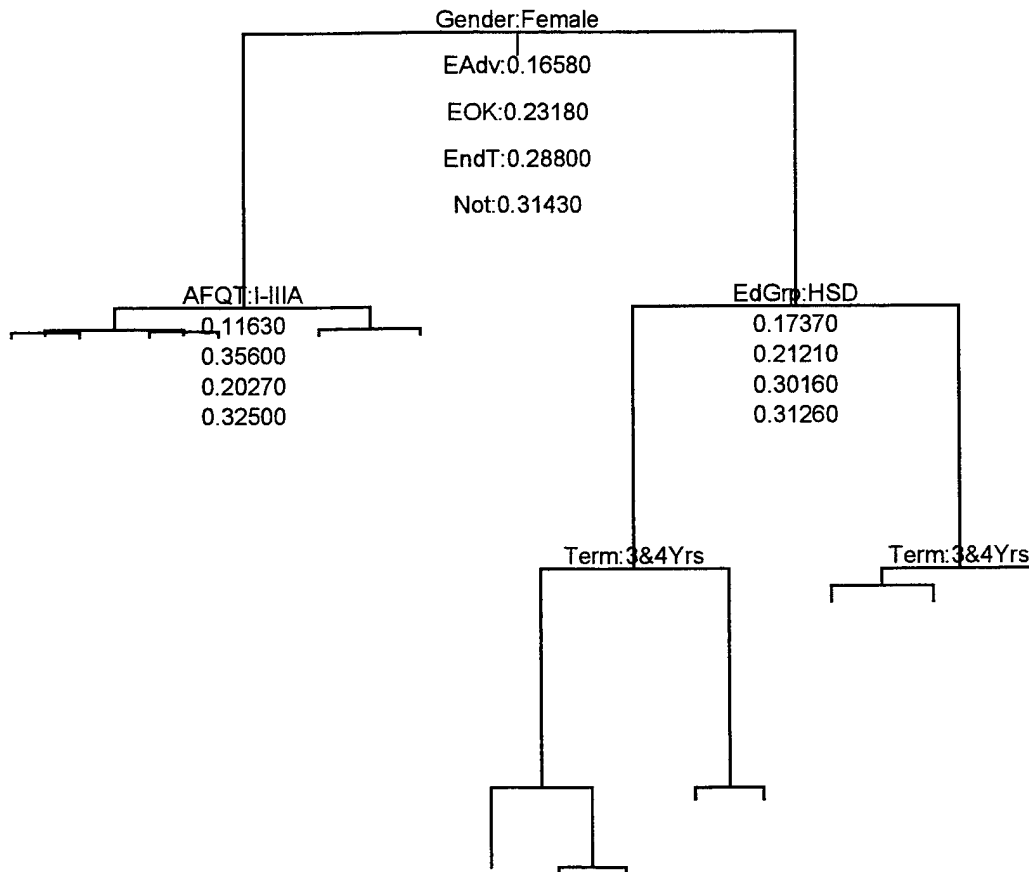 Gender:Female
EAdv:0.16580
EOK:0.23180
EndT:0.28800
Not:0.31430
AFQT:I-IIIA
0.11630
0.35600
0.20270
0.32500
EdGrp:HSD
0.17370
0.21210
0.30160
0.31260
Term:3&4Yrs
Term:3&4Yrs